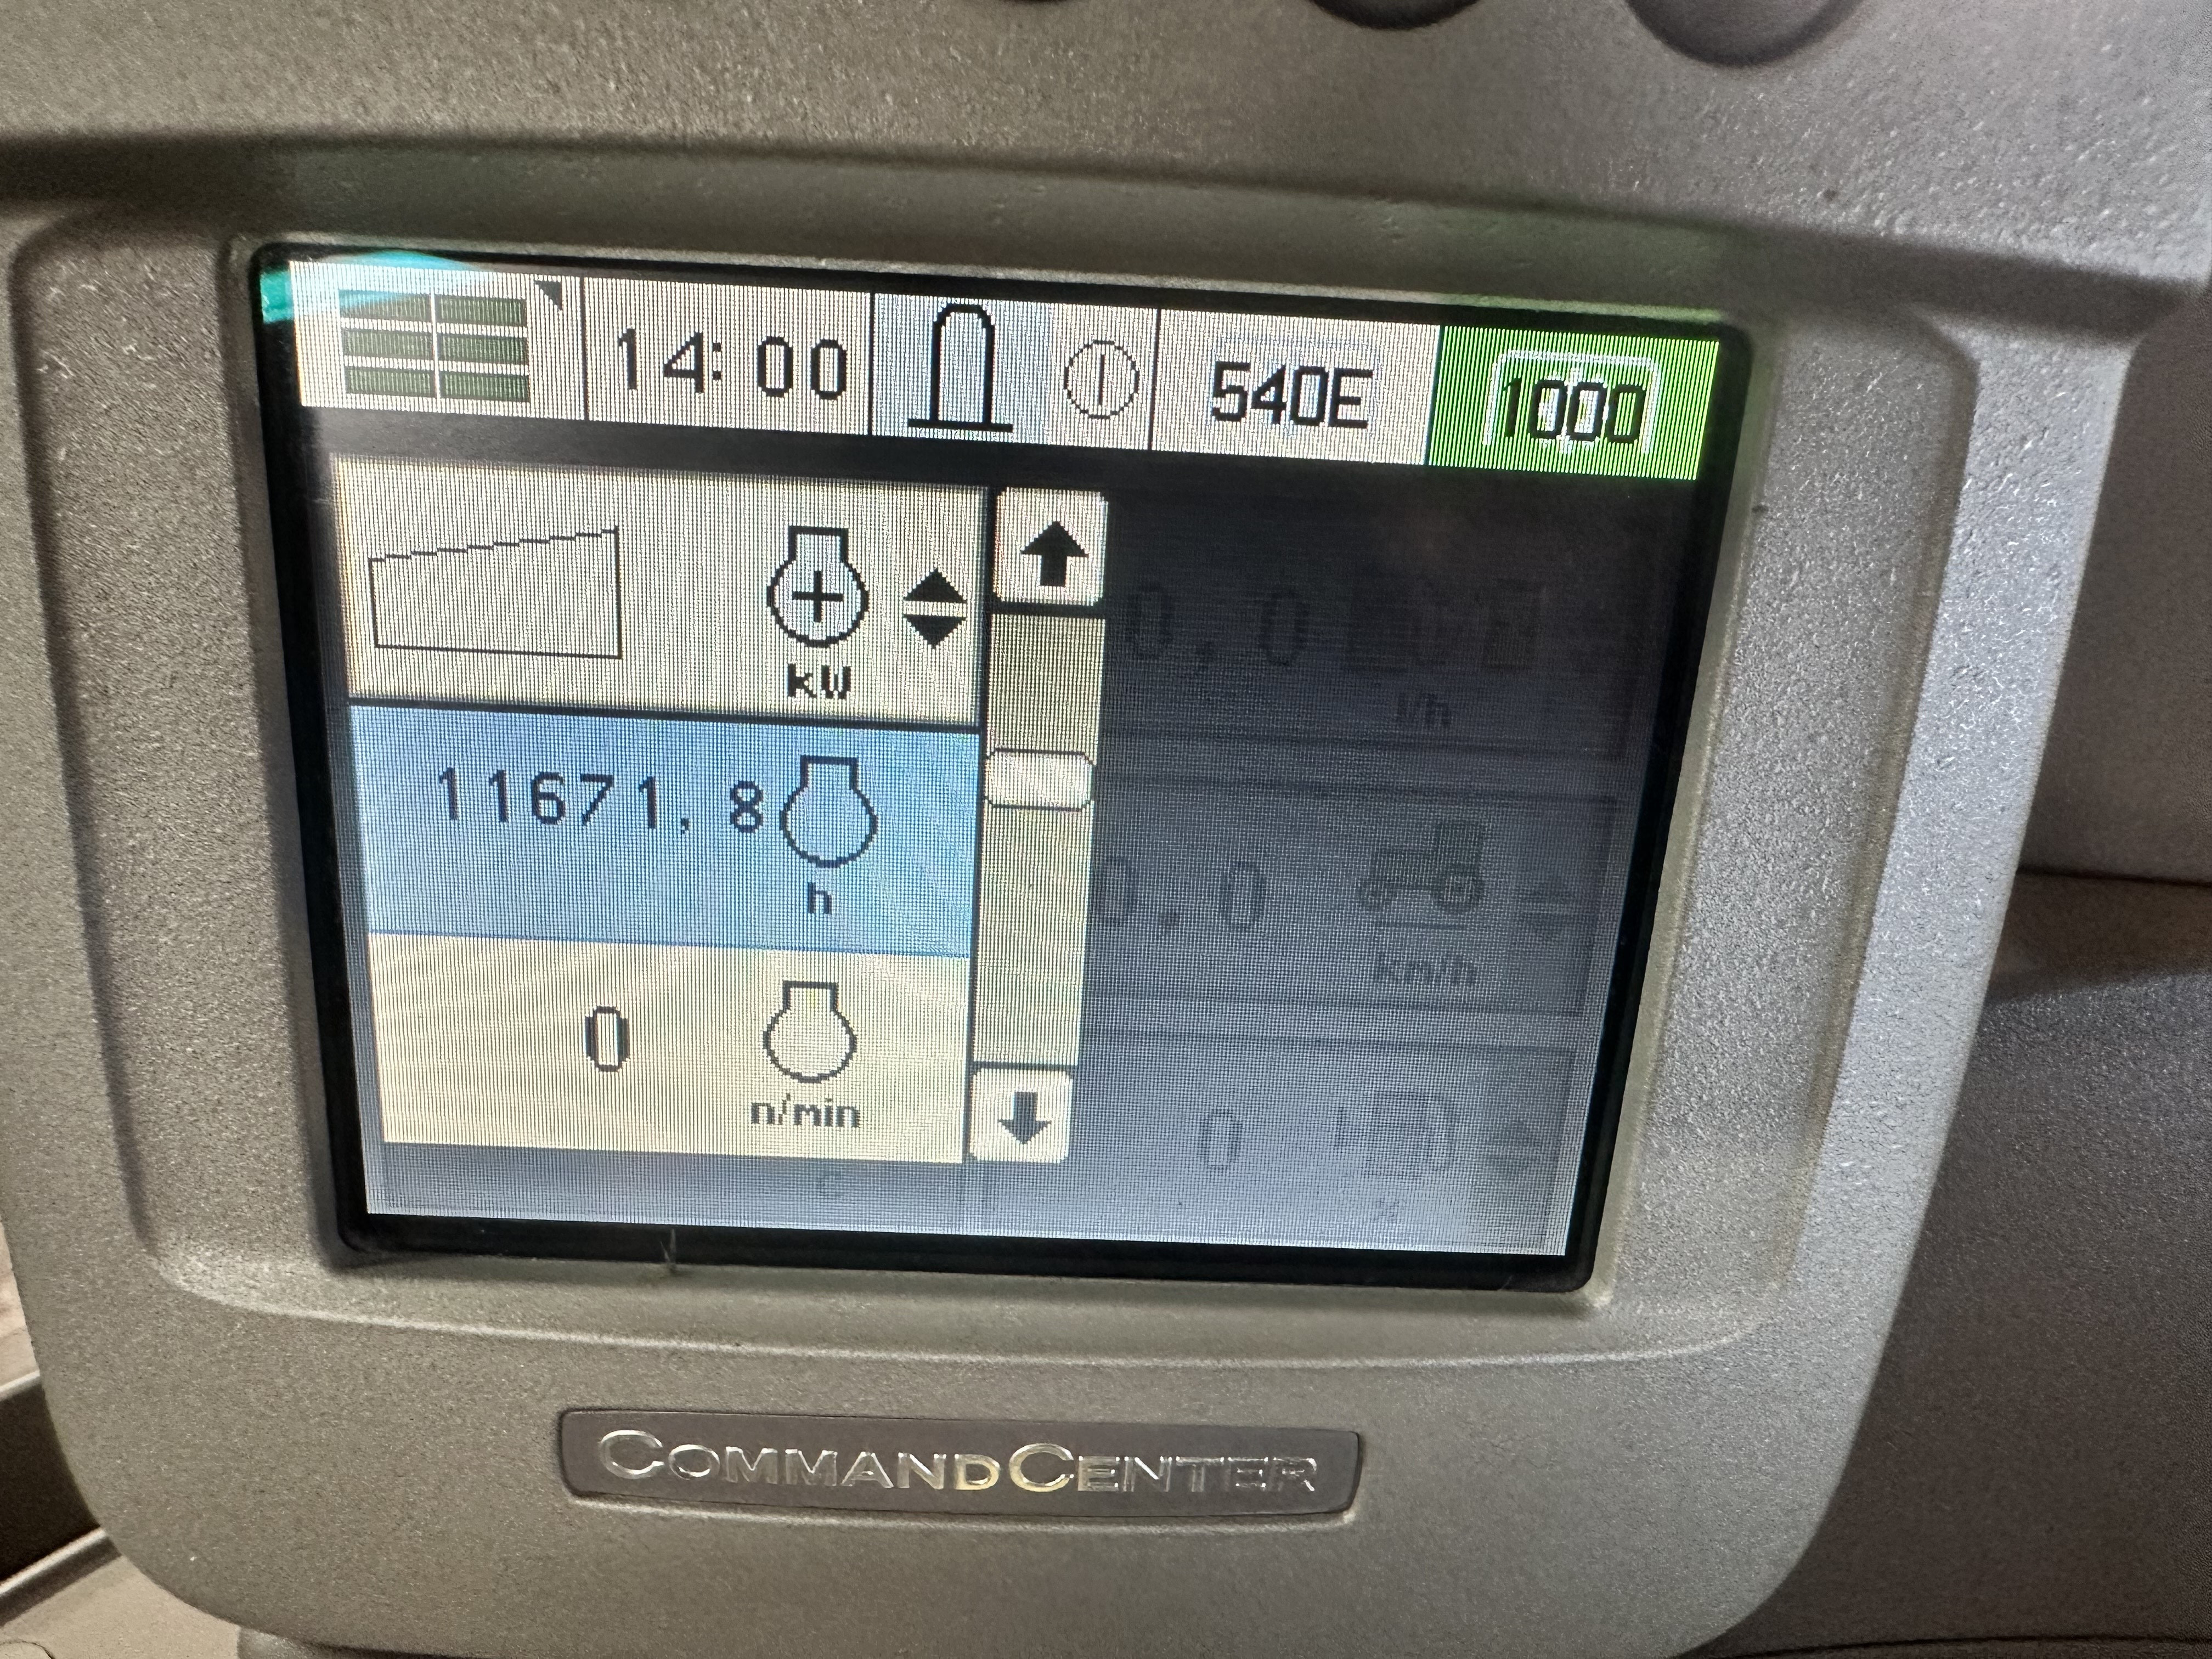 14:00 540E 1000
kW
0,0
l/h
11671,8
h
0,0
km/h
0
n/min
0
COMMANDCENTER